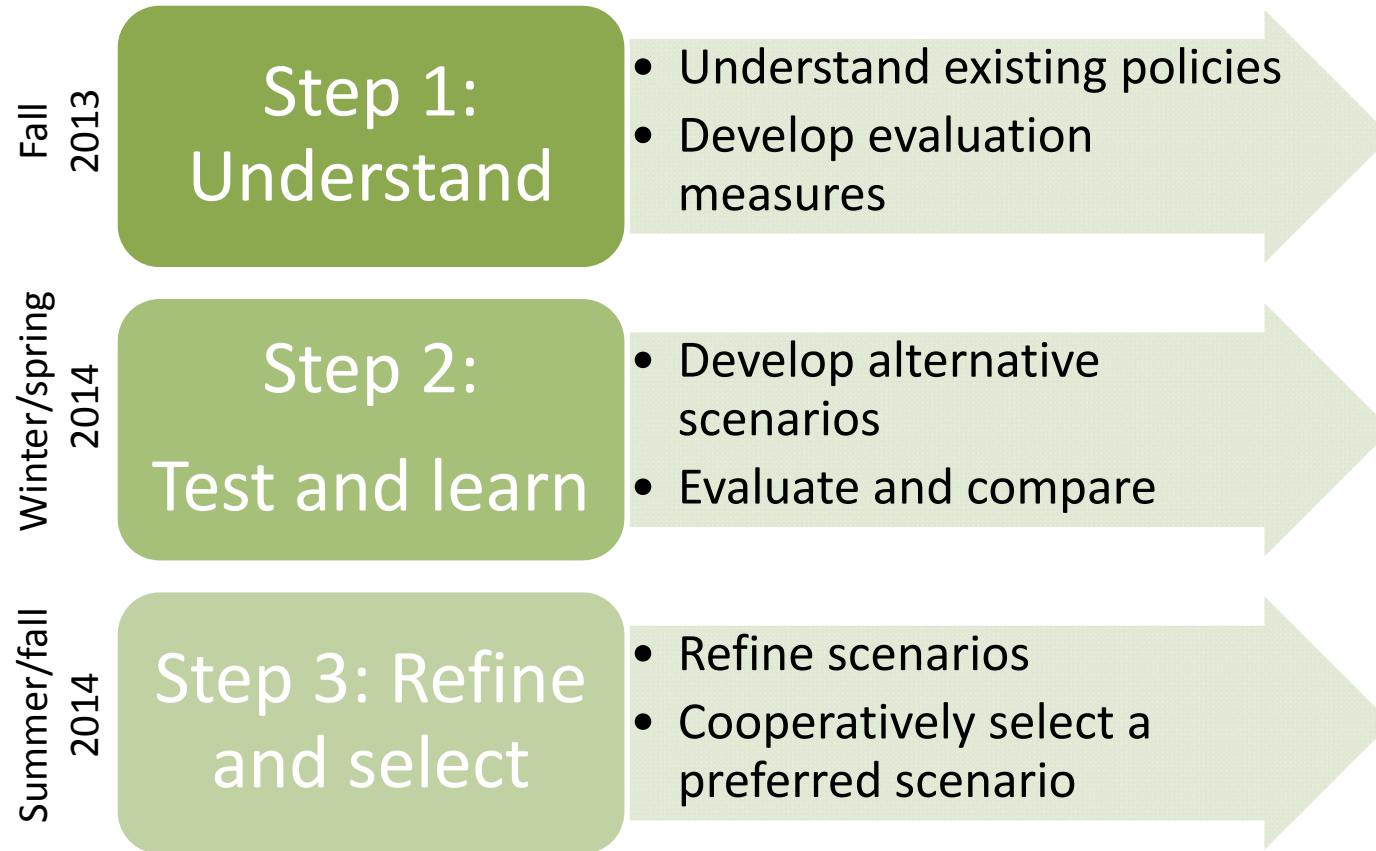 Fall
2013
Step 1:
Understand
• Understand existing policies
• Develop evaluation
measures
Winter/spring
2014
Step 2:
Test and learn
• Develop alternative
scenarios
• Evaluate and compare
Summer/fall
2014
Step 3: Refine
and select
• Refine scenarios
• Cooperatively select a
preferred scenario